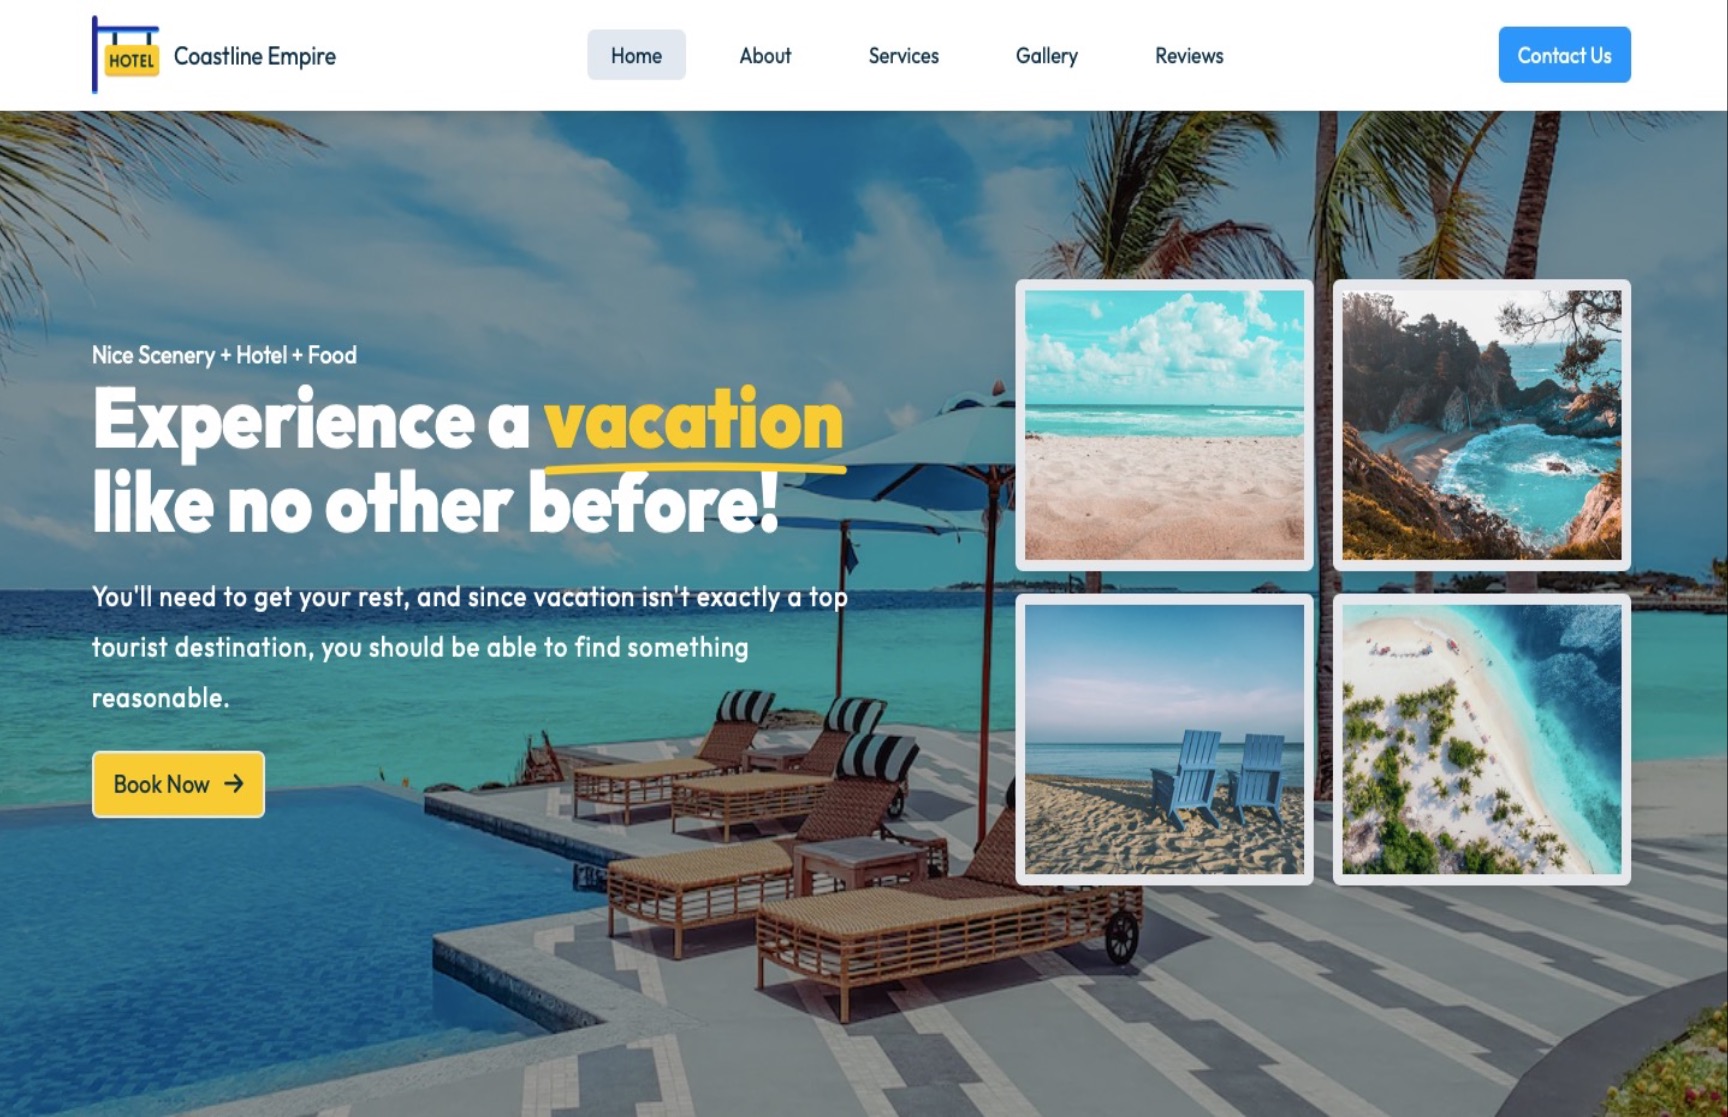 HOTEL
Coastline Empire
Home
About
Services
Gallery
Reviews
Contact Us
Nice Scenery + Hotel + Food
Experience a vacation
like no other before!
You'll need to get your rest, and since vacation isn't exactly a top
tourist destination, you should be able to find something
reasonable.
Book Now →